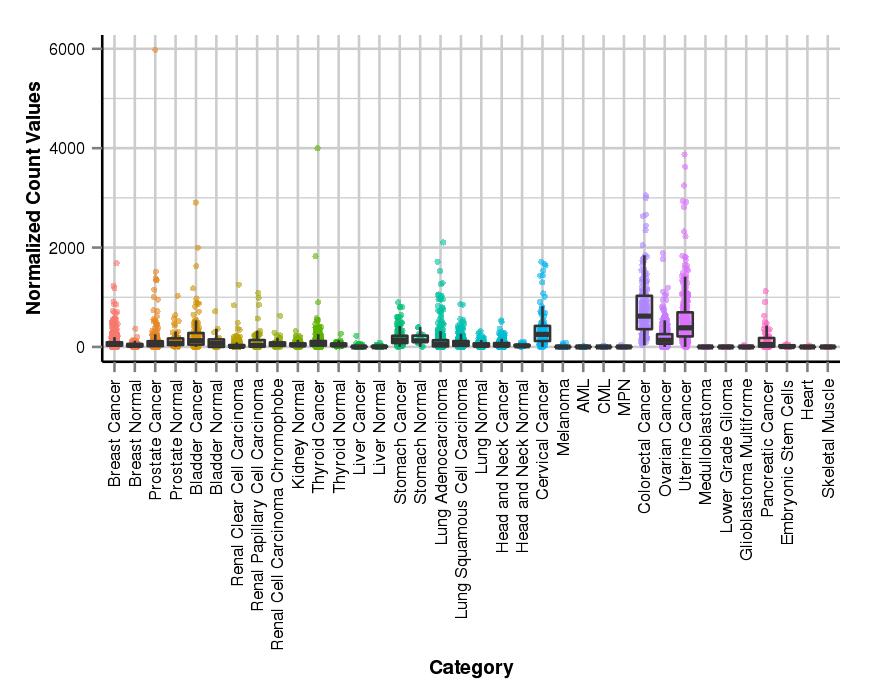 Normalized Count Values
6000
4000
2000
0
Breast Cancer
Breast Normal
Prostate Cancer
Prostate Normal
Bladder Cancer
Bladder Normal
Renal Clear Cell Carcinoma
Renal Papillary Cell Carcinoma
Renal Cell Carcinoma Chromophobe
Kidney Normal
Thyroid Cancer
Thyroid Normal
Liver Cancer
Liver Normal
Stomach Cancer
Stomach Normal
Lung Adenocarcinoma
Lung Squamous Cell Carcinoma
Lung Normal
Head and Neck Cancer
Head and Neck Normal
Cervical Cancer
Melanoma
AML
CML
MPN
Colorectal Cancer
Ovarian Cancer
Uterine Cancer
Medulloblastoma
Lower Grade Glioma
Glioblastoma Multiforme
Pancreatic Cancer
Embryonic Stem Cells
Heart
Skeletal Muscle
Category